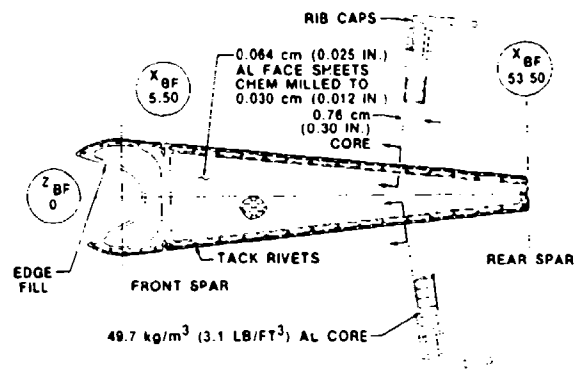 RIB CAPS
0.064 cm (0.025 IN.)
AL FACE SHEETS
CHEM MILLED TO
0.030 cm (0.012 IN.)
0.76 cm
(0.30 IN.)
CORE
X BF
5.50
X BF
53 50
Z BF
0
EDGE
FILL
TACK RIVETS
FRONT SPAR
REAR SPAR
49.7 kg/m³ (3.1 LB/FT³) AL CORE